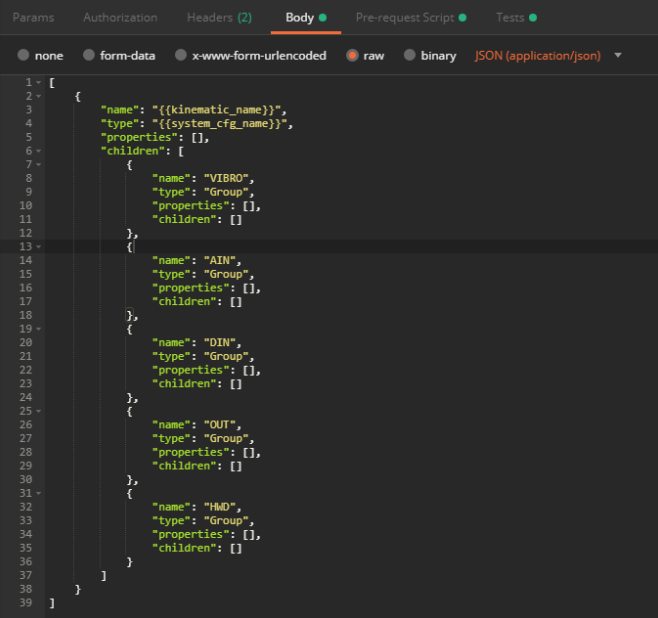 Params Authorization Headers (2) Body Pre-request Script Tests
none form-data x-www-form-urlencoded raw binary JSON (application/json)
1 [
2 {
3 "name": "{{kinematic_name}}",
4 "type": "{{system_cfg_name}}",
5 "properties": [],
6 "children": [
7 {
8 "name": "VIBRO",
9 "type": "Group",
10 "properties": [],
11 "children": []
12 },
13 {
14 "name": "AIN",
15 "type": "Group",
16 "properties": [],
17 "children": []
18 },
19 {
20 "name": "DIN",
21 "type": "Group",
22 "properties": [],
23 "children": []
24 },
25 {
26 "name": "OUT",
27 "type": "Group",
28 "properties": [],
29 "children": []
30 },
31 {
32 "name": "HWD",
33 "type": "Group",
34 "properties": [],
35 "children": []
36 }
37 ]
38 }
39 ]